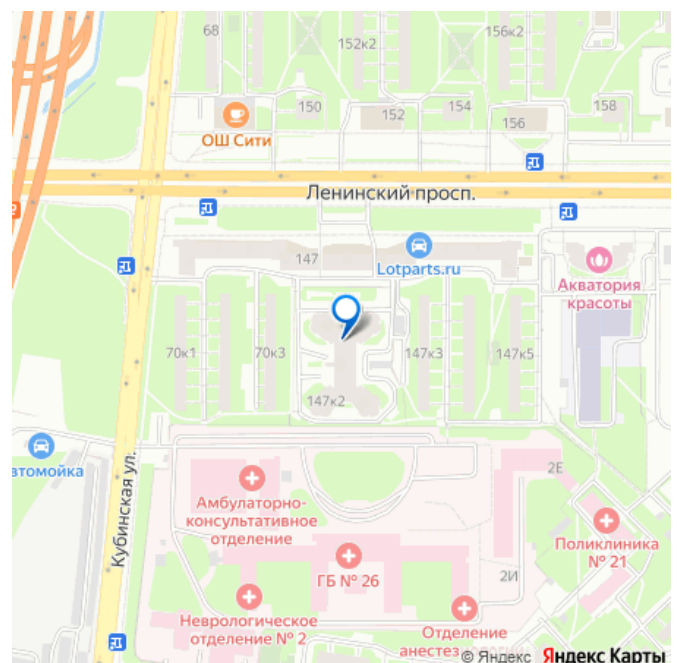 68
152к2
156к2
150
152
154
156
158
ОШ Сити
Ленинский просп.
147
Lotparts.ru
Акватория
красоты
70к1
70к3
147к3
147к5
147к2
втомойка
Кубинская ул.
Амбулаторно-
консультативное
отделение
2Е
Поликлиника
№ 21
ГБ № 26
2И
Неврологическое
отделение № 2
Отделение
анестез
© Яндекс Яндекс Карты